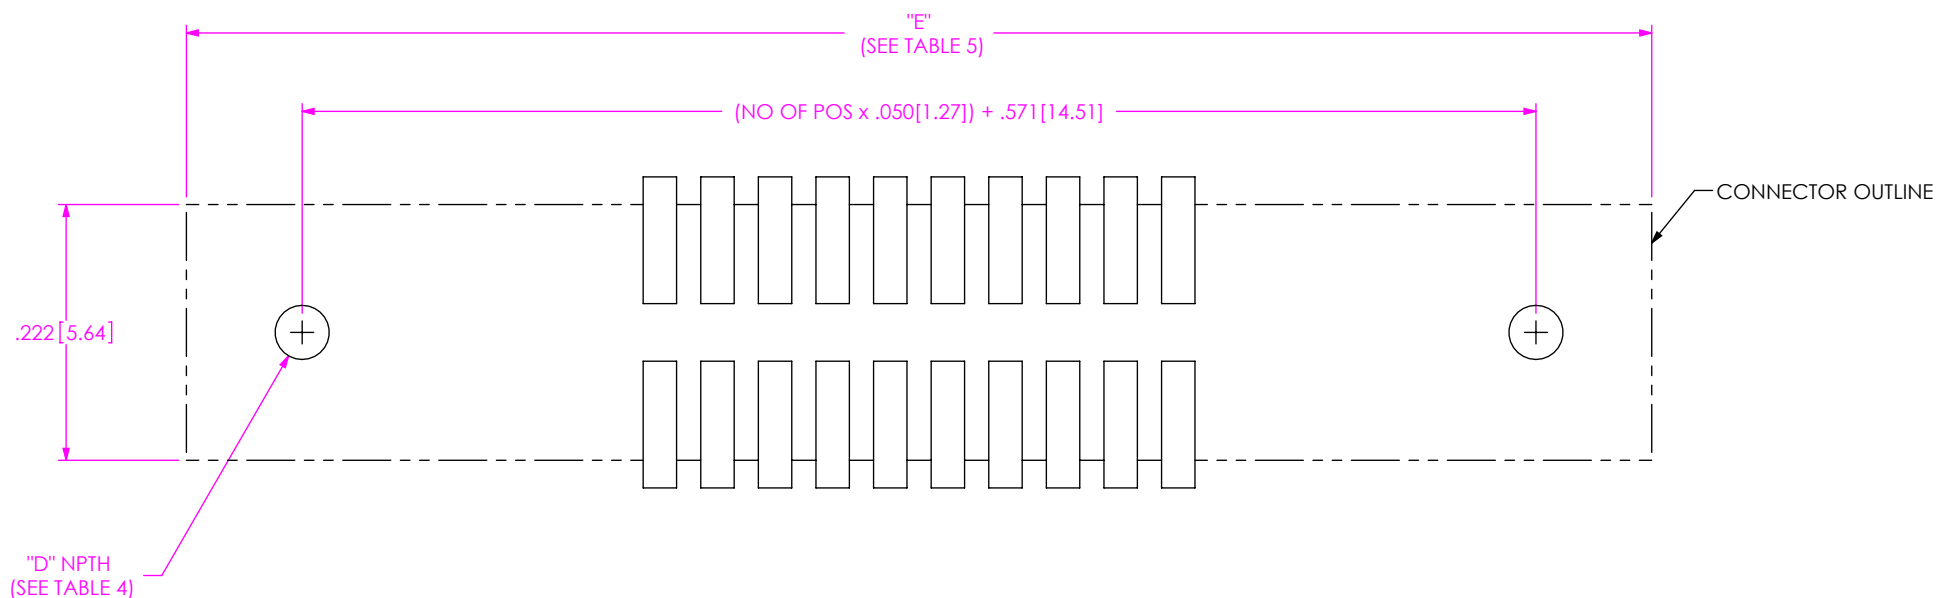 "E"
(SEE TABLE 5)
(NO OF POS x .050[1.27]) + .571[14.51]
CONNECTOR OUTLINE
.222[5.64]
"D" NPTH
(SEE TABLE 4)